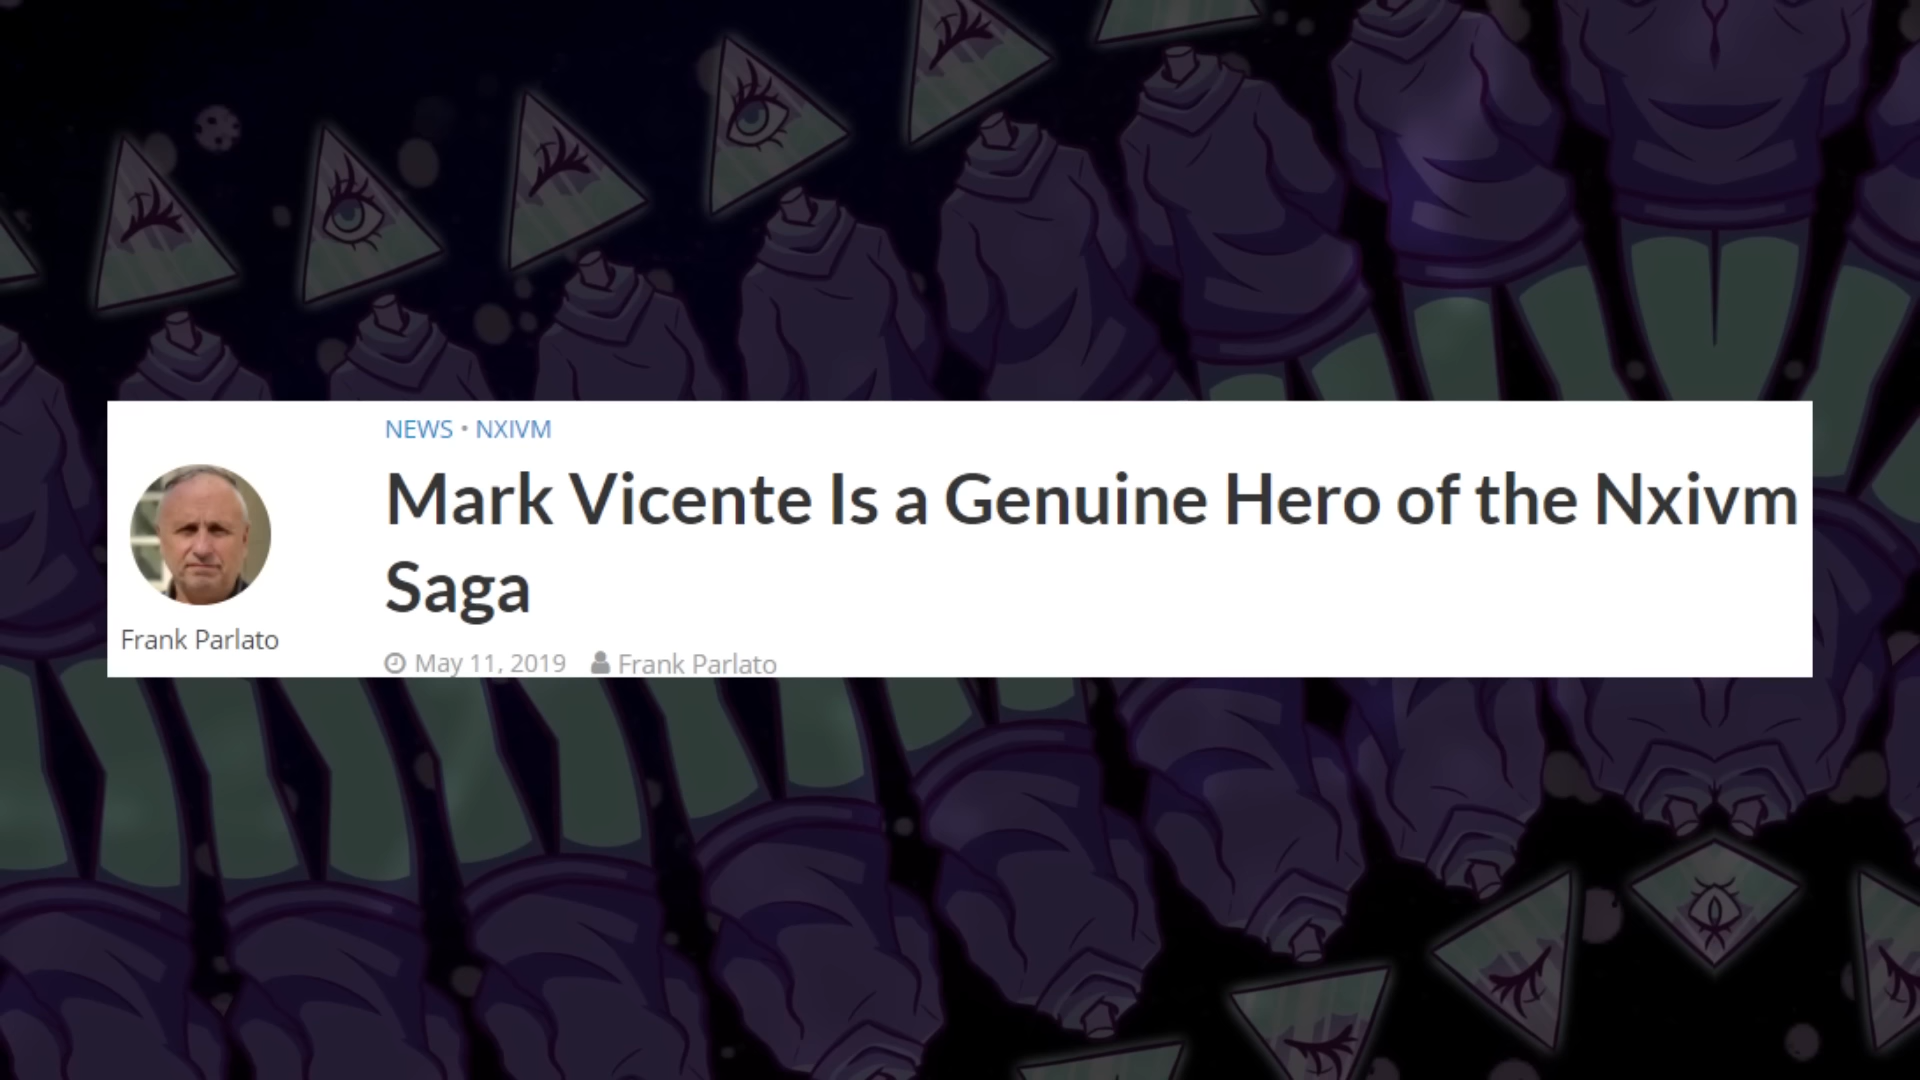 NEWS • NXIVM
Mark Vicente Is a Genuine Hero of the Nxivm
Saga
Frank Parlato
May 11, 2019 Frank Parlato